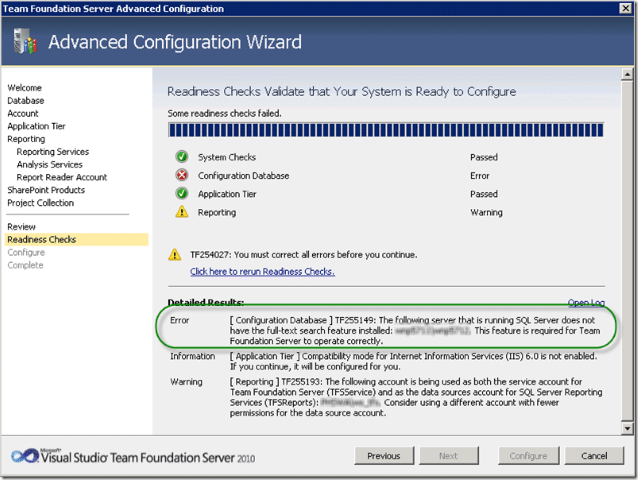 Team Foundation Server Advanced Configuration
Advanced Configuration Wizard
Welcome
Database
Account
Application Tier
Reporting
Reporting Services
Analysis Services
Report Reader Account
SharePoint Products
Project Collection
Review
Readiness Checks
Configure
Complete
Readiness Checks Validate that Your System is Ready to Configure
Some readiness checks failed.
System Checks Passed
Configuration Database Error
Application Tier Passed
Reporting Warning
TF254027: You must correct all errors before you continue.
Click here to rerun Readiness Checks.
Detailed Results: Open Log
Error [ Configuration Database ] TF255149: The following server that is running SQL Server does not
have the full-text search feature installed: . This feature is required for Team
Foundation Server to operate correctly.
Information [ Application Tier ] Compatibility mode for Internet Information Services (IIS) 6.0 is not enabled.
If you continue, it will be configured for you.
Warning [ Reporting ] TF255193: The following account is being used as both the service account for
Team Foundation Server (TFSService) and as the data sources account for SQL Server Reporting
Services (TFSReports): . Consider using a different account with fewer
permissions for the data source account.
Microsoft
Visual Studio Team Foundation Server 2010
Previous Next Configure Cancel